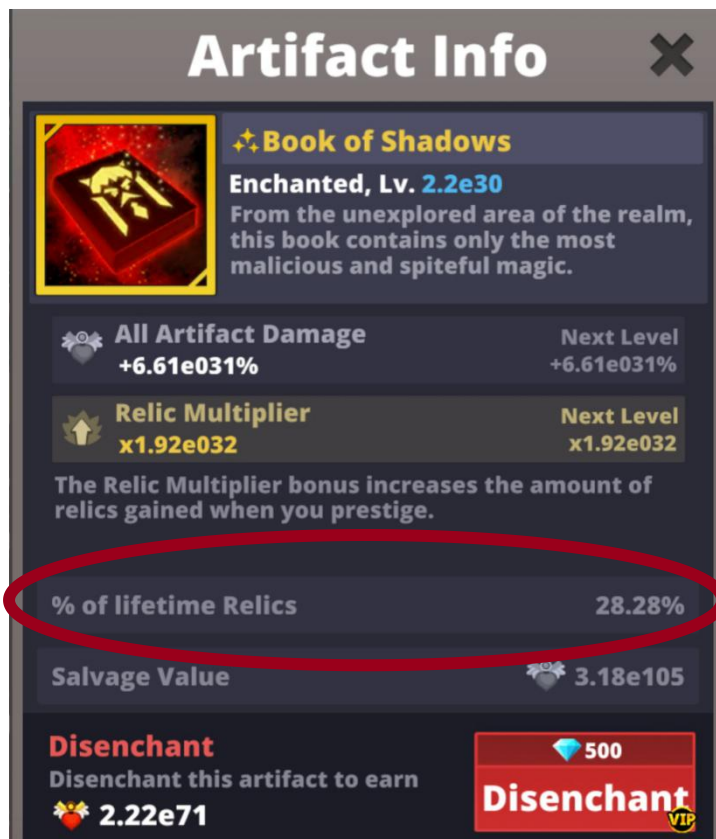 Artifact Info
Book of Shadows
Enchanted, Lv. 2.2e30
From the unexplored area of the realm,
this book contains only the most
malicious and spiteful magic.
All Artifact Damage
Next Level
+6.61e031%
+6.61e031%
Relic Multiplier
Next Level
x1.92e032
x1.92e032
The Relic Multiplier bonus increases the amount of
relics gained when you prestige.
% of lifetime Relics
28.28%
Salvage Value
3.18e105
Disenchant
Disenchant this artifact to earn
2.22e71
500
Disenchant
VIP